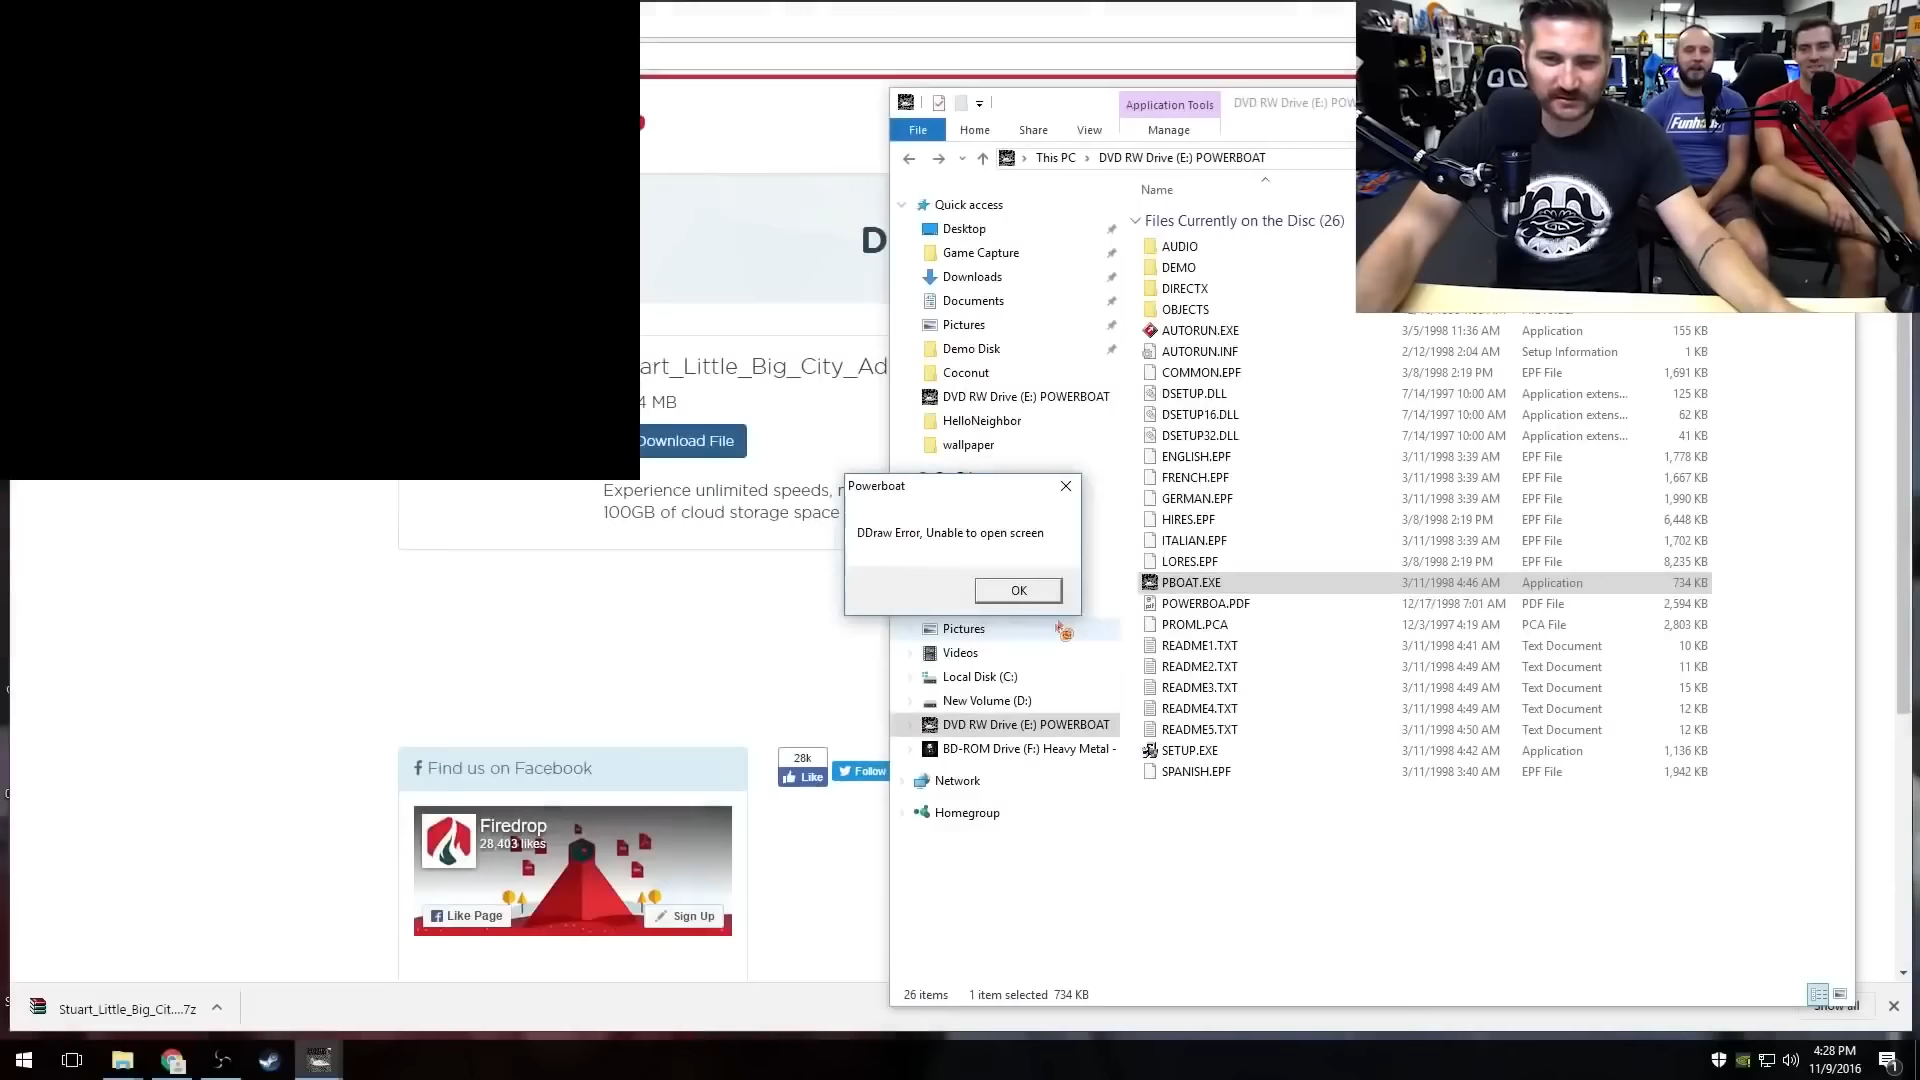 Application Tools
DVD RW Drive (E:) POW
File
Home
Share
View
Manage
This PC
DVD RW Drive (E:) POWERBOAT
Name
Quick access
Desktop
Game Capture
Downloads
Documents
Pictures
Demo Disk
Coconut
DVD RW Drive (E:) POWERBOAT
HelloNeighbor
wallpaper
Files Currently on the Disc (26)
AUDIO
DEMO
DIRECTX
OBJECTS
AUTORUN.EXE 3/5/1998 11:36 AM Application 155 KB
AUTORUN.INF 2/12/1998 2:04 AM Setup Information 1 KB
COMMON.EPF 3/8/1998 2:19 PM EPF File 1,691 KB
DSETUP.DLL 7/14/1997 10:00 AM Application extens... 125 KB
DSETUP16.DLL 7/14/1997 10:00 AM Application extens... 62 KB
DSETUP32.DLL 7/14/1997 10:00 AM Application extens... 41 KB
ENGLISH.EPF 3/11/1998 3:39 AM EPF File 1,778 KB
FRENCH.EPF 3/11/1998 3:39 AM EPF File 1,667 KB
GERMAN.EPF 3/11/1998 3:39 AM EPF File 1,990 KB
HIRES.EPF 3/8/1998 2:19 PM EPF File 6,448 KB
ITALIAN.EPF 3/11/1998 3:39 AM EPF File 1,702 KB
LORES.EPF 3/8/1998 2:19 PM EPF File 8,235 KB
PBOAT.EXE 3/11/1998 4:46 AM Application 734 KB
POWERBOA.PDF 12/17/1998 7:01 AM PDF File 2,594 KB
PROML.PCA 12/3/1997 4:19 AM PCA File 2,803 KB
README1.TXT 3/11/1998 4:41 AM Text Document 10 KB
README2.TXT 3/11/1998 4:49 AM Text Document 11 KB
README3.TXT 3/11/1998 4:49 AM Text Document 15 KB
README4.TXT 3/11/1998 4:49 AM Text Document 12 KB
README5.TXT 3/11/1998 4:50 AM Text Document 12 KB
SETUP.EXE 3/11/1998 4:42 AM Application 1,136 KB
SPANISH.EPF 3/11/1998 3:40 AM EPF File 1,942 KB
Powerboat
DDraw Error, Unable to open screen
OK
Pictures
Videos
Local Disk (C:)
New Volume (D:)
DVD RW Drive (E:) POWERBOAT
BD-ROM Drive (F:) Heavy Metal -
Network
Homegroup
26 items 1 item selected 734 KB
D
art_Little_Big_City_Ad
4 MB
Download File
Experience unlimited speeds,
100GB of cloud storage space
Find us on Facebook
28k
Like
Follow
Firedrop
28,403 likes
Like Page
Sign Up
Stuart_Little_Big_Cit....7z
Show all
4:28 PM
11/9/2016
1
Funhaus